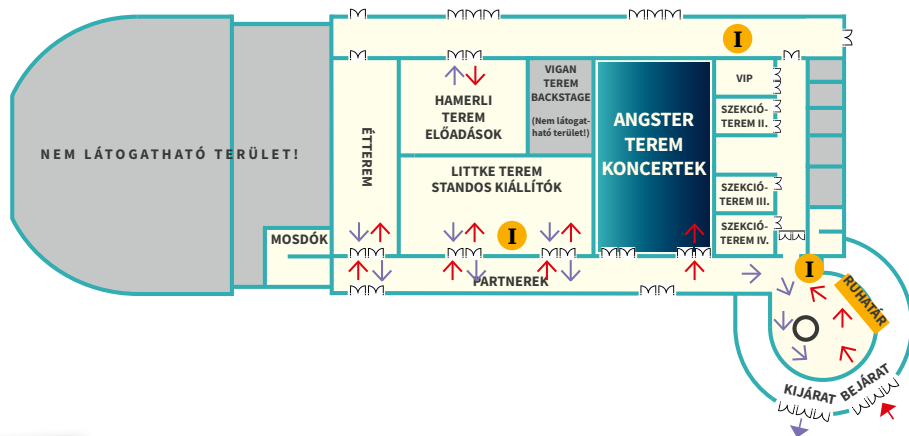 I
VIGAN
TEREM
BACKSTAGE
(Nem látogat-
ható terület!)
VIP
HAMERLI
TEREM
ELŐADÁSOK
SZEKCIÓ-
TEREM II.
ANGSTER
TEREM
KONCERTEK
NEM LÁTOGATHATÓ TERÜLET!
ÉTTEREM
LITTKE TEREM
STANDOS KIÁLLÍTÓK
SZEKCIÓ-
TEREM III.
SZEKCIÓ-
TEREM IV.
MOSDÓK
I
I
PARTNEREK
RUHATÁR
KIJÁRAT
BEJÁRAT